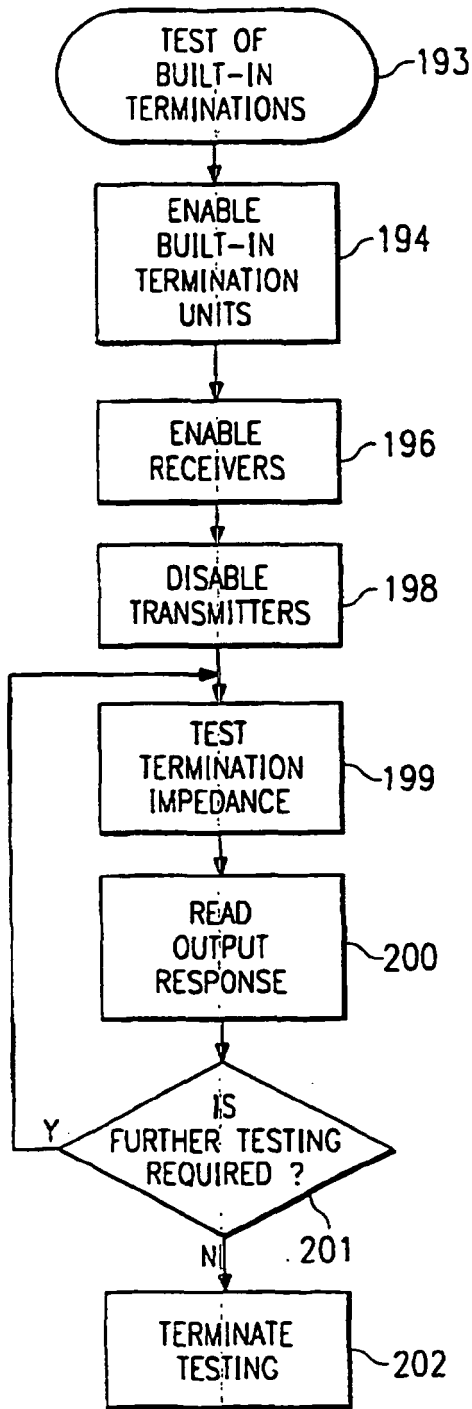 TEST OF
BUILT-IN
TERMINATIONS
193
ENABLE
BUILT-IN
TERMINATION
UNITS
194
ENABLE
RECEIVERS
196
DISABLE
TRANSMITTERS
198
TEST
TERMINATION
IMPEDANCE
199
READ
OUTPUT
RESPONSE
200
IS
FURTHER TESTING
REQUIRED ?
Y
201
N
TERMINATE
TESTING
202